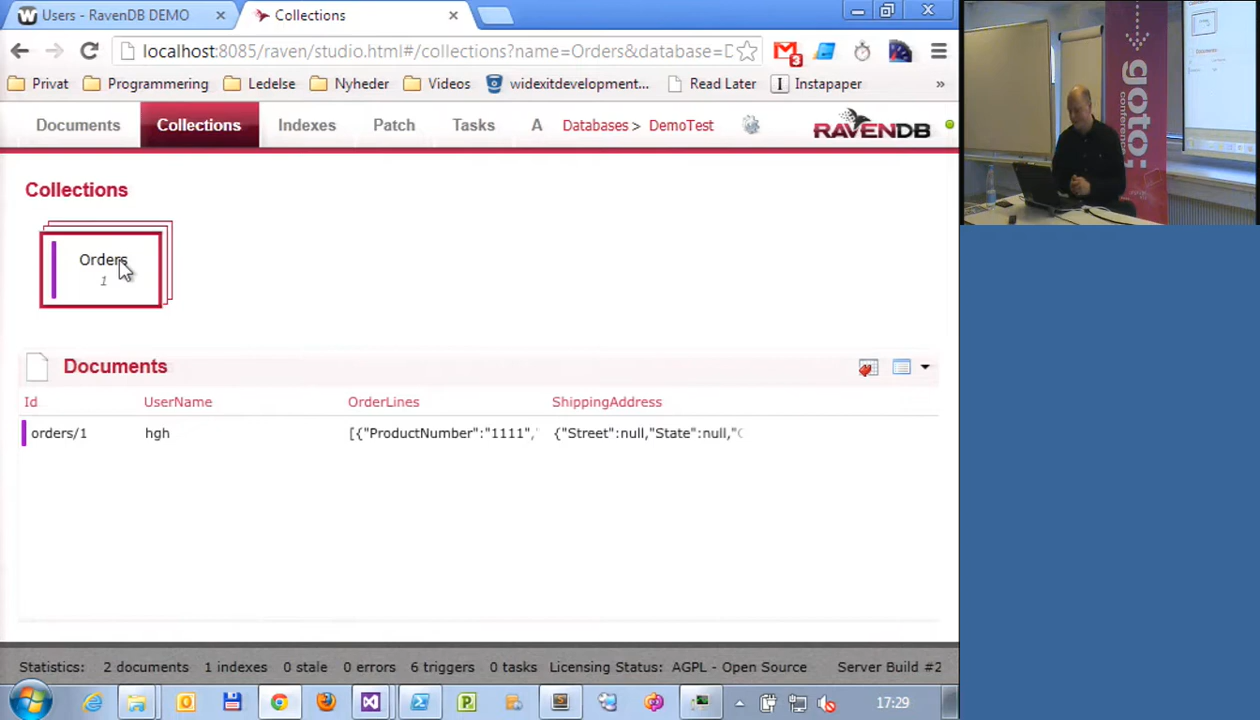 Users - RavenDB DEMO
Collections
localhost:8085/raven/studio.html#/collections?name=Orders&database=D
3
Privat
Programmering
Ledelse
Nyheder
Videos
widexitdevelopment...
Read Later
I
Instapaper
»
Documents
Collections
Indexes
Patch
Tasks
A
Databases >
DemoTest
RAVENDB
Collections
Orders
1
Documents
Id
UserName
OrderLines
ShippingAddress
orders/1
hgh
[{"ProductNumber":"1111",
{"Street":null,"State":null,"
Statistics:
2 documents
1 indexes
0 stale
0 errors
6 triggers
0 tasks
Licensing Status:
AGPL - Open Source
Server Build #2
17:29
goto;
conference